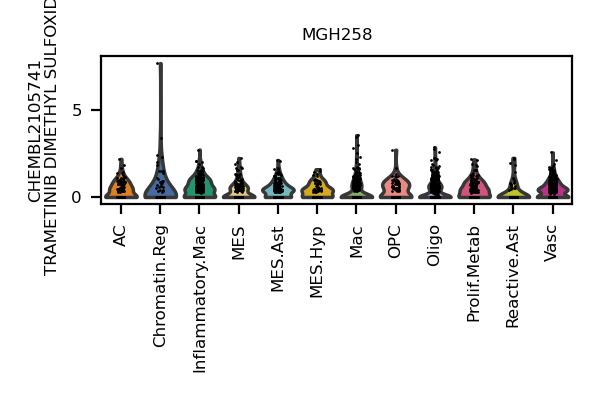 MGH258
CHEMBL2105741
TRAMETINIB DIMETHYL SULFOXID
5
0
AC
Chromatin.Reg
Inflammatory.Mac
MES
MES.Ast
MES.Hyp
Mac
OPC
Oligo
Prolif.Metab
Reactive.Ast
Vasc